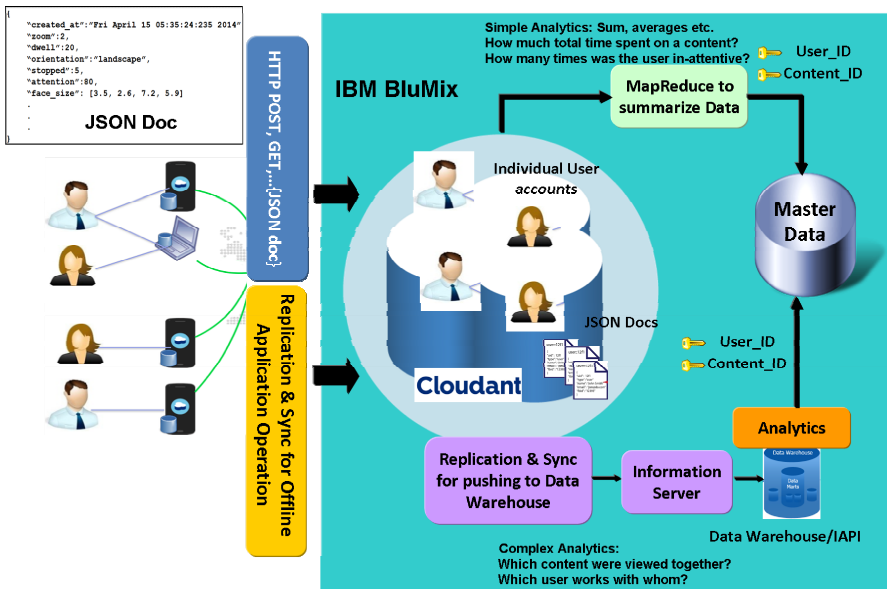 {
"created_at":"Fri April 15 05:35:24:235 2014"
"zoom":2,
"dwell":20,
"orientation":"landscape",
"stopped":5,
"attention":80,
"face_size": [3.5, 2.6, 7.2, 5.9]
.
.
.
}
JSON Doc
HTTP POST, GET,...{JSON doc}
Replication & Sync for Offline
Application Operation
IBM BluMix
Simple Analytics: Sum, averages etc.
How much total time spent on a content?
How many times was the user in-attentive?
User_ID
Content_ID
MapReduce to
summarize Data
Individual User
accounts
Master
Data
JSON Docs
Cloudant
User_ID
Content_ID
Analytics
Replication & Sync
for pushing to Data
Warehouse
Information
Server
Data Warehouse
Data
Marts
Data Warehouse/IAPI
Complex Analytics:
Which content were viewed together?
Which user works with whom?